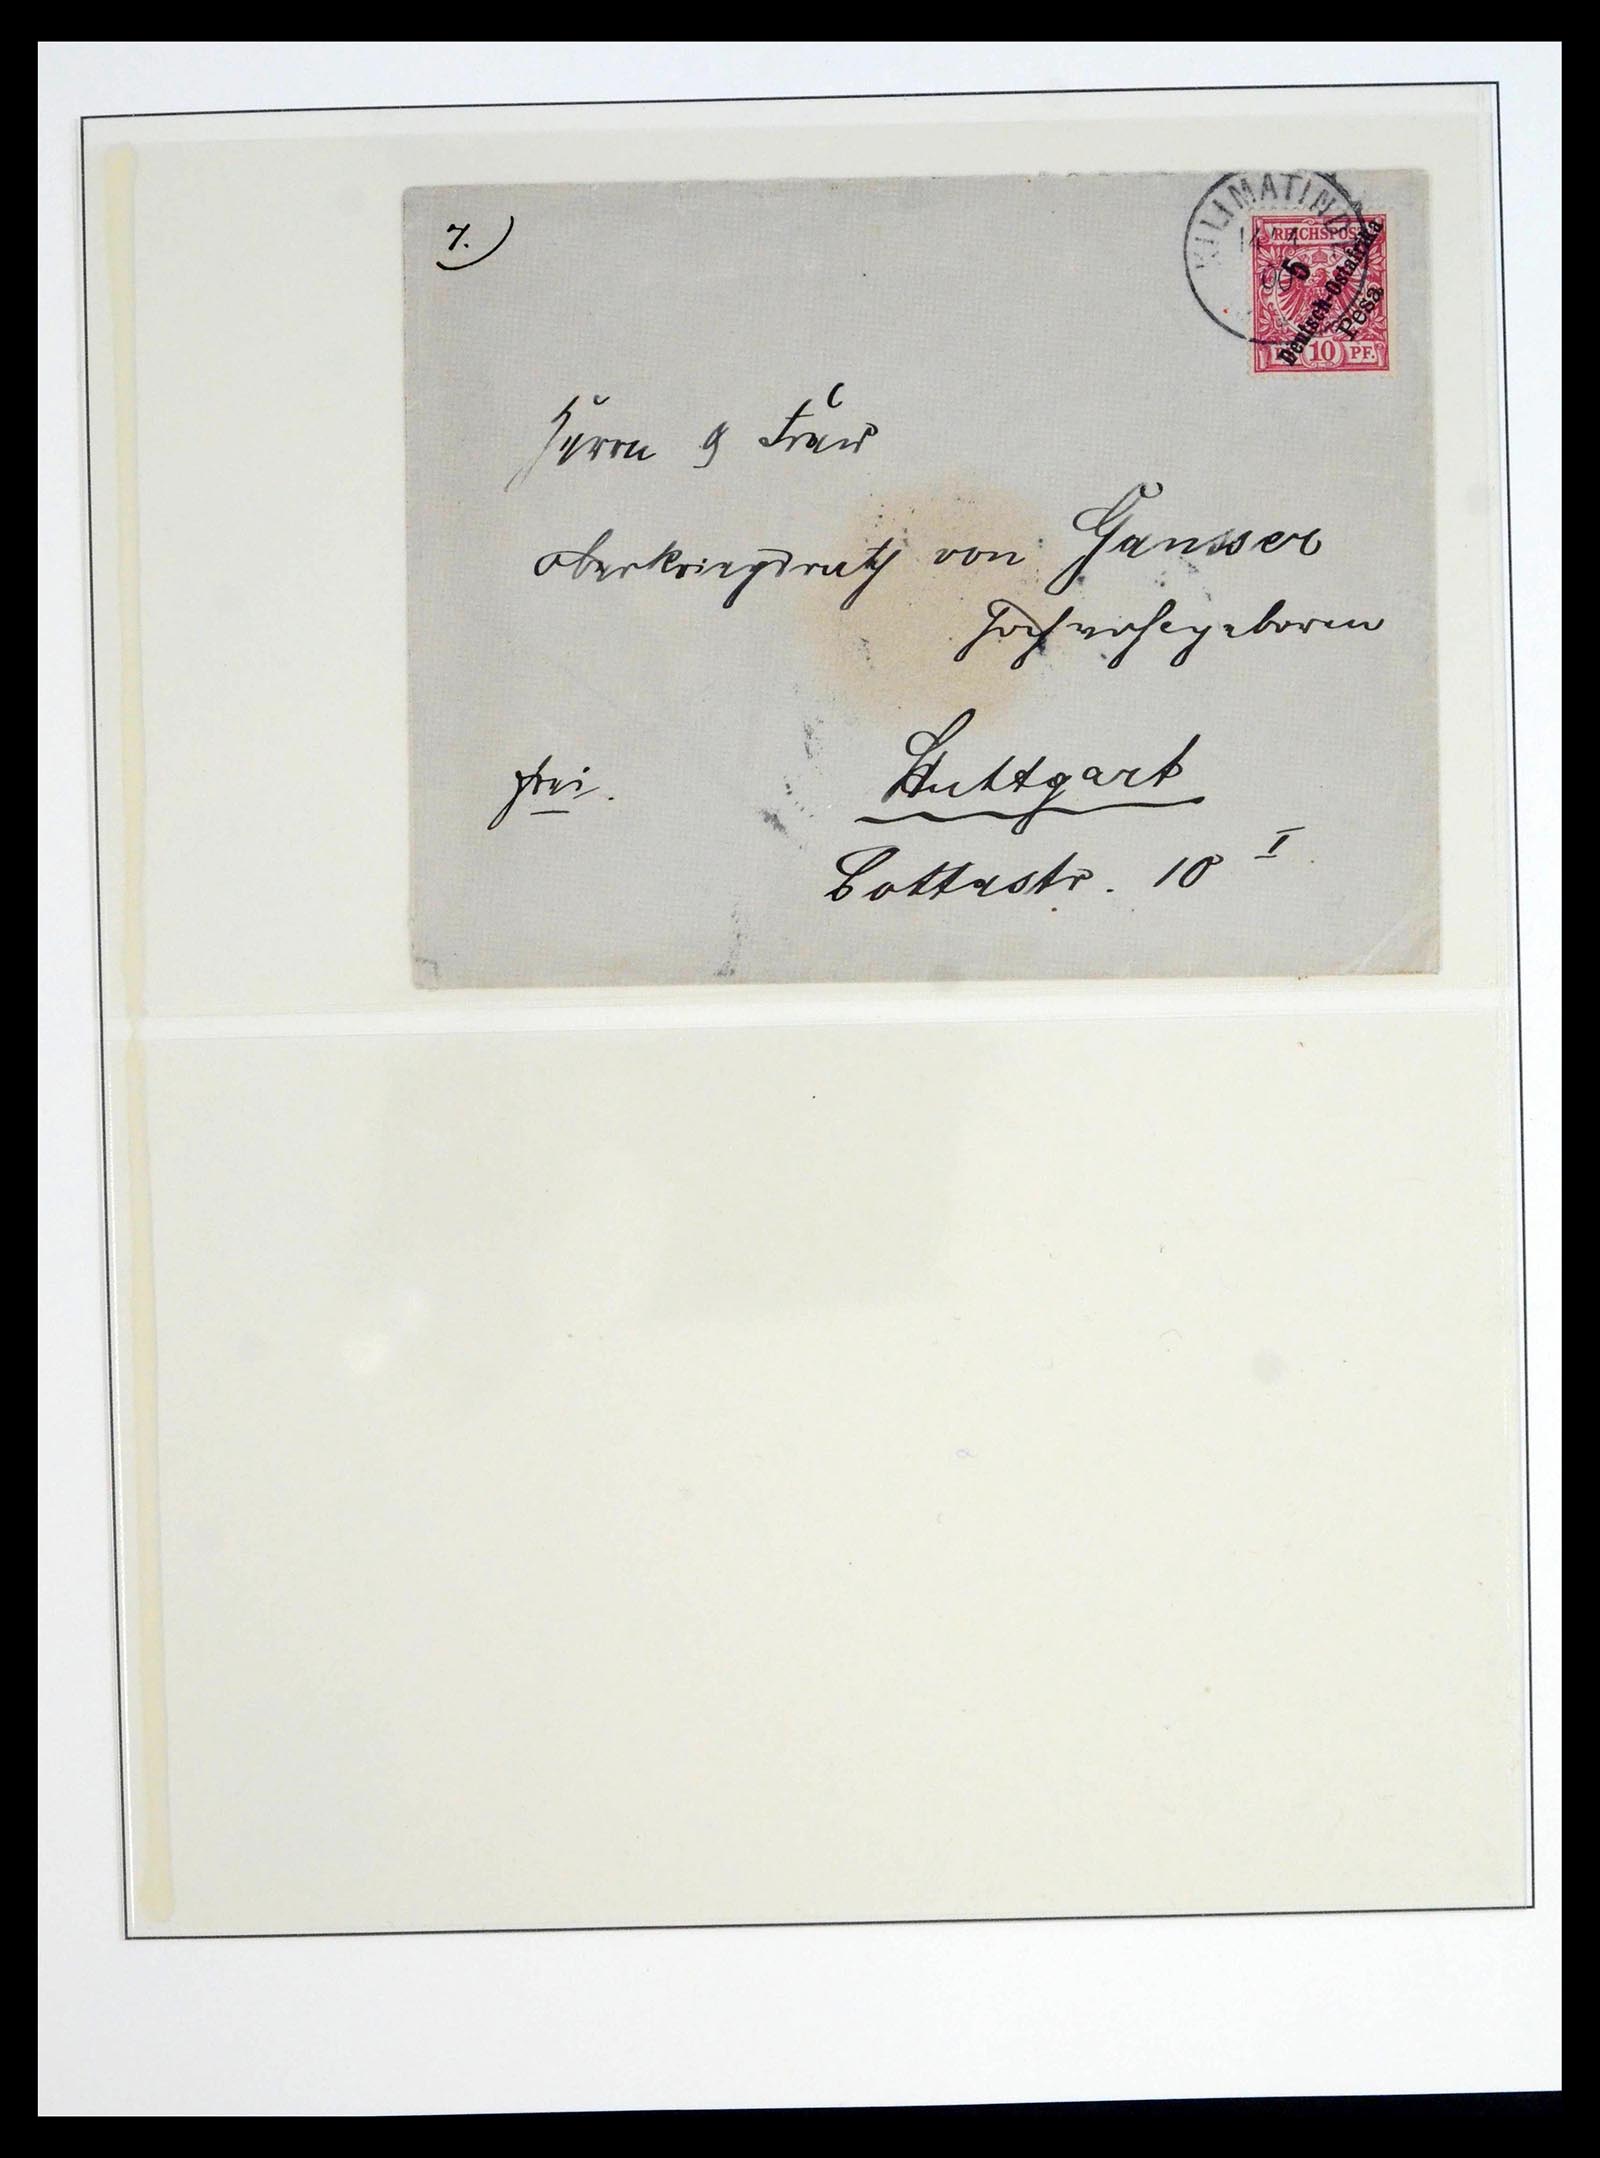 7.)
KILIMATINDE
REICHSPOST
5
Deutsch-Ostafrika
Pesa
10 PF.
Herrn & Frau
Oberkriegsrath von Gansser
Hochwohlgeboren
frei.
Stuttgart
Cottastr. 10 I